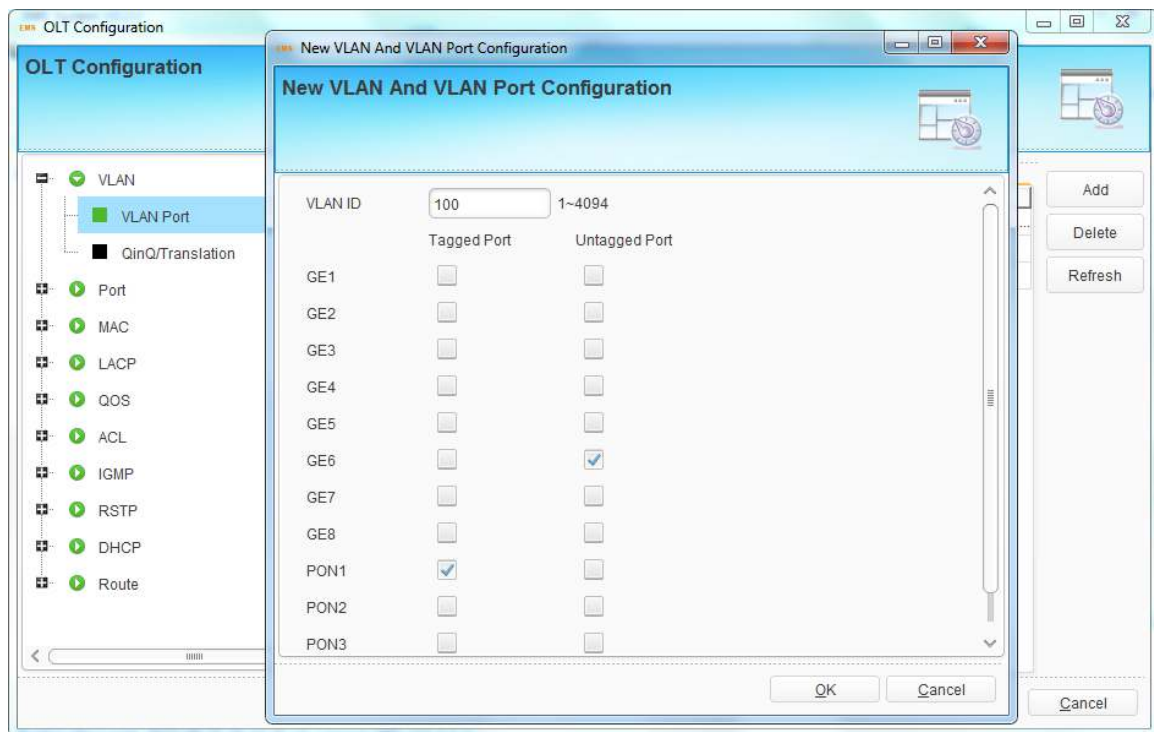 EMS OLT Configuration
OLT Configuration
VLAN
VLAN Port
QinQ/Translation
Port
MAC
LACP
QOS
ACL
IGMP
RSTP
DHCP
Route
EMS New VLAN And VLAN Port Configuration
New VLAN And VLAN Port Configuration
VLAN ID 100 1~4094
Tagged Port Untagged Port
GE1
GE2
GE3
GE4
GE5
GE6
GE7
GE8
PON1
PON2
PON3
OK Cancel
Add
Delete
Refresh
Cancel